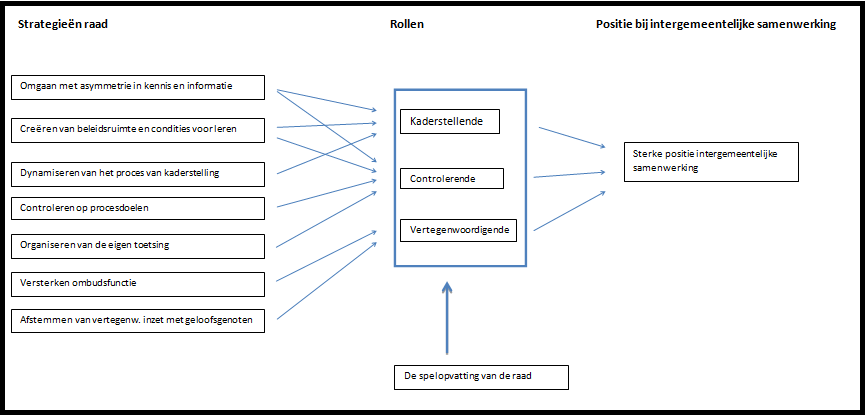 Strategieën raad
Rollen
Positie bij intergemeentelijke samenwerking
Omgaan met asymmetrie in kennis en informatie
Creëren van beleidsruimte en condities voor leren
Dynamiseren van het proces van kaderstelling
Controleren op procesdoelen
Organiseren van de eigen toetsing
Versterken ombudsfunctie
Afstemmen van vertegenw. inzet met geloofsgenoten
Kaderstellende
Controlerende
Vertegenwoordigende
Sterke positie intergemeentelijke
samenwerking
De spelopvatting van de raad